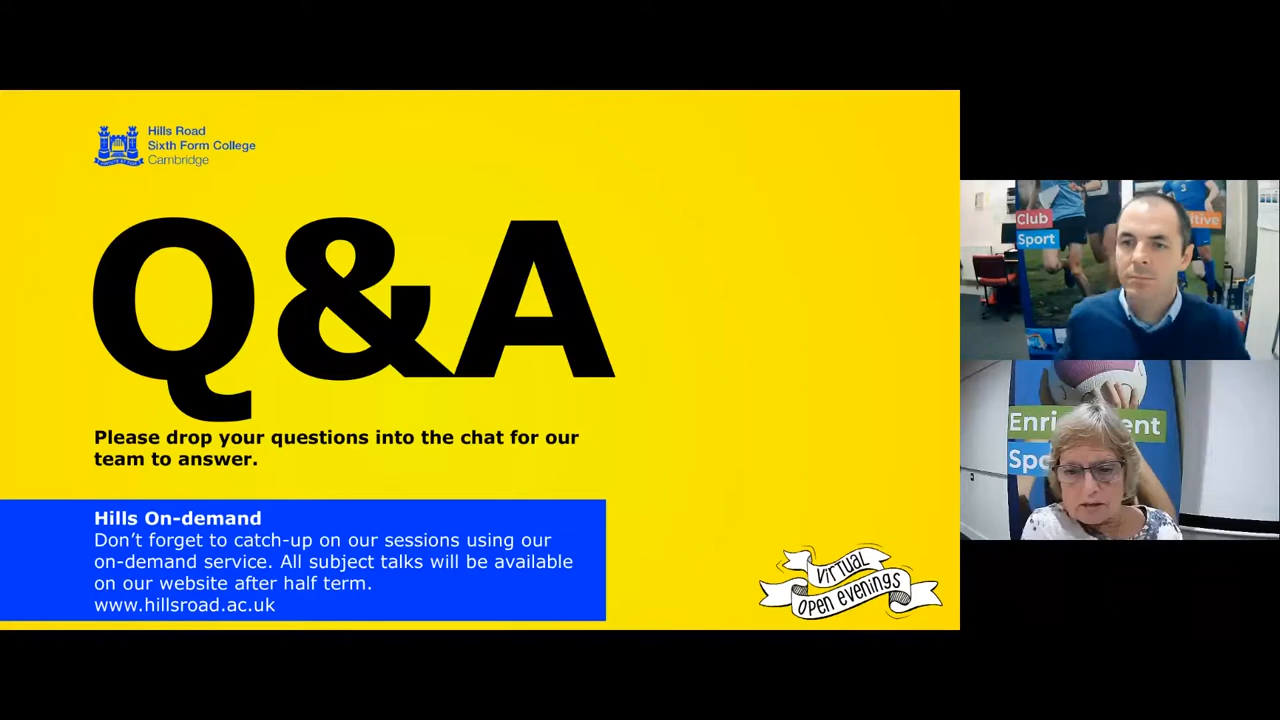 Hills Road
Sixth Form College
Cambridge
Q&A
Please drop your questions into the chat for our
team to answer.
Hills On-demand
Don’t forget to catch-up on our sessions using our
on-demand service. All subject talks will be available
on our website after half term.
www.hillsroad.ac.uk
virtual
open evenings
Club
Sport
3